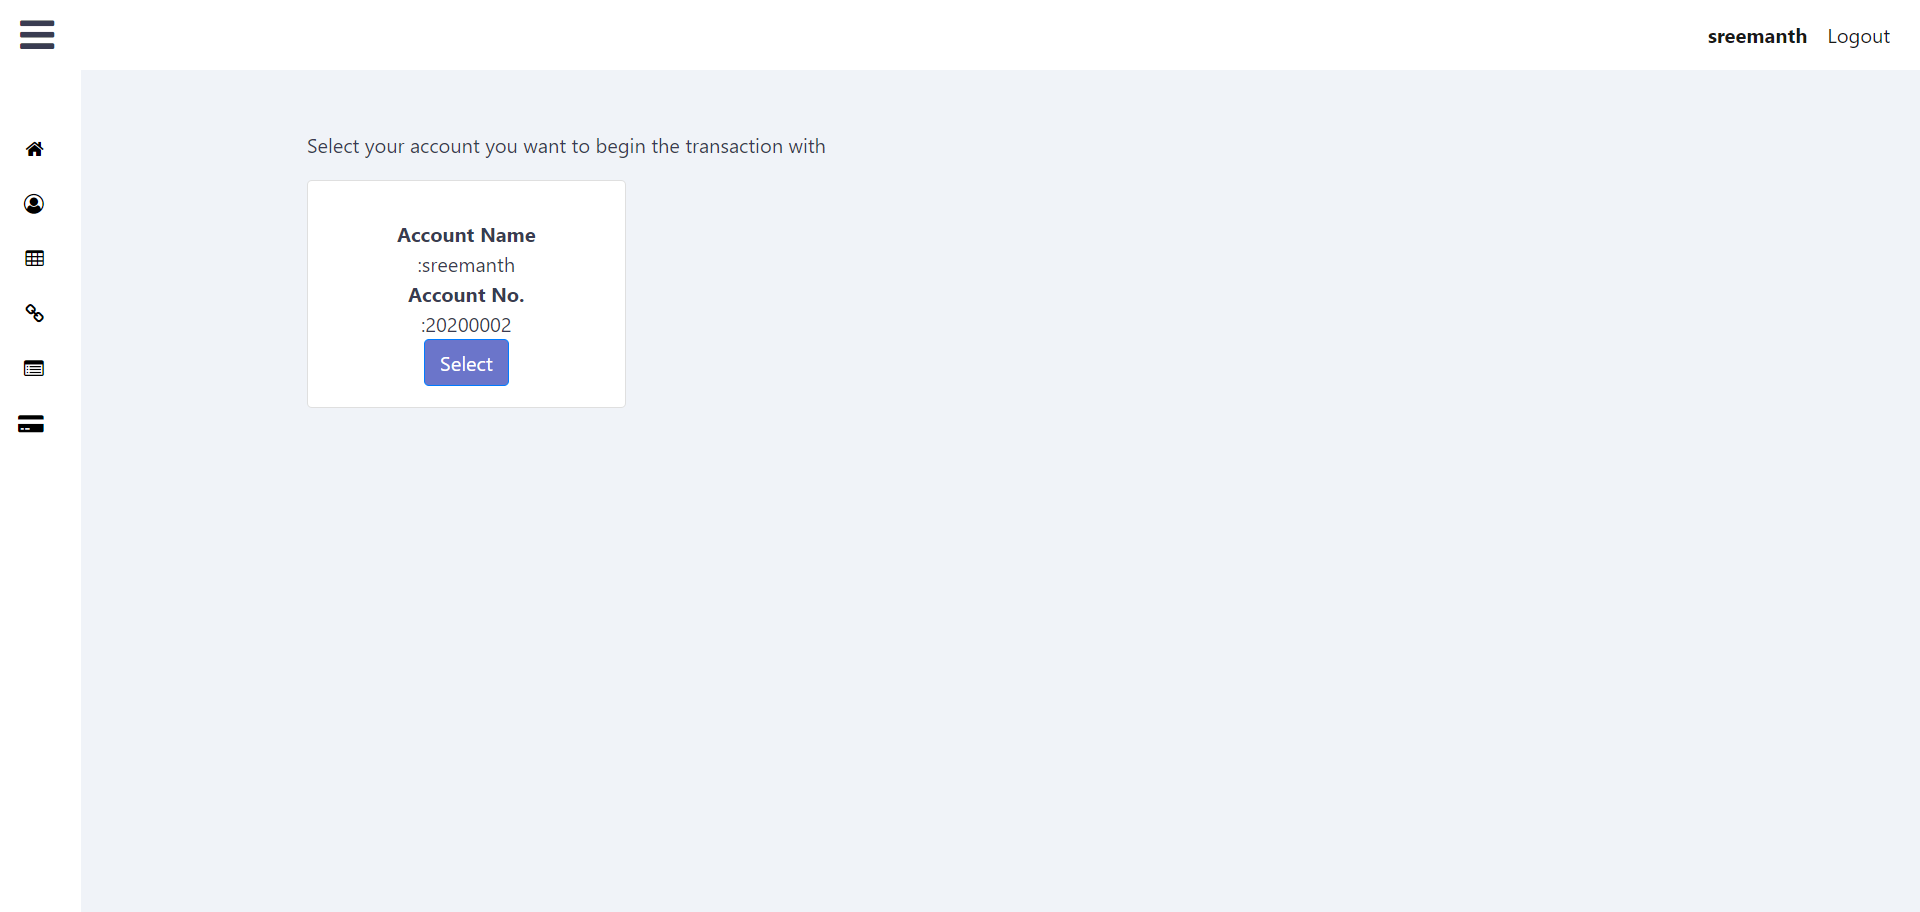 sreemanth Logout
Select your account you want to begin the transaction with
Account Name
:sreemanth
Account No.
:20200002
Select